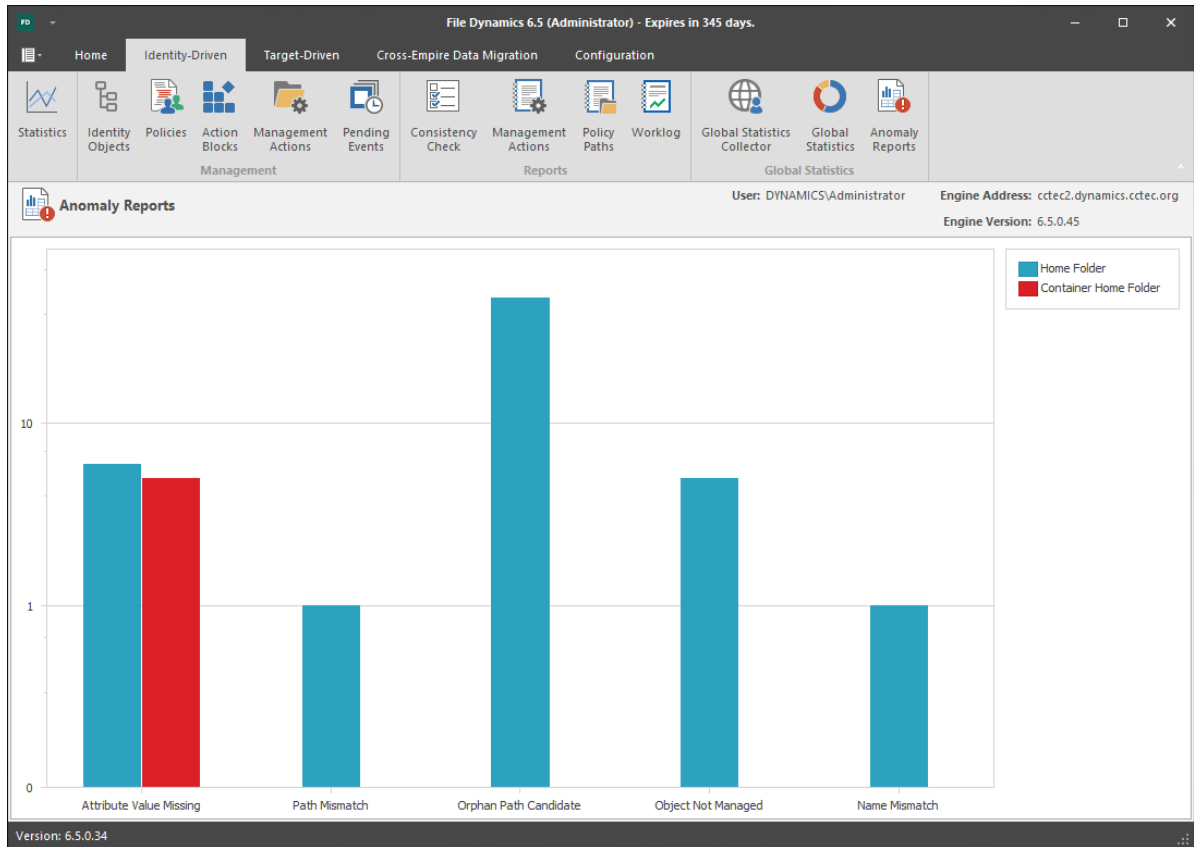 FD
File Dynamics 6.5 (Administrator) - Expires in 345 days.
Home Identity-Driven Target-Driven Cross-Empire Data Migration Configuration
Statistics
Identity Objects
Policies
Action Blocks
Management Actions
Pending Events
Consistency Check
Management Actions
Policy Paths
Worklog
Global Statistics Collector
Global Statistics
Anomaly Reports
Management
Reports
Global Statistics
Anomaly Reports
User: DYNAMICS\Administrator
Engine Address: cctec2.dynamics.cctec.org
Engine Version: 6.5.0.45
Home Folder
Container Home Folder
10
1
0
Attribute Value Missing
Path Mismatch
Orphan Path Candidate
Object Not Managed
Name Mismatch
Version: 6.5.0.34